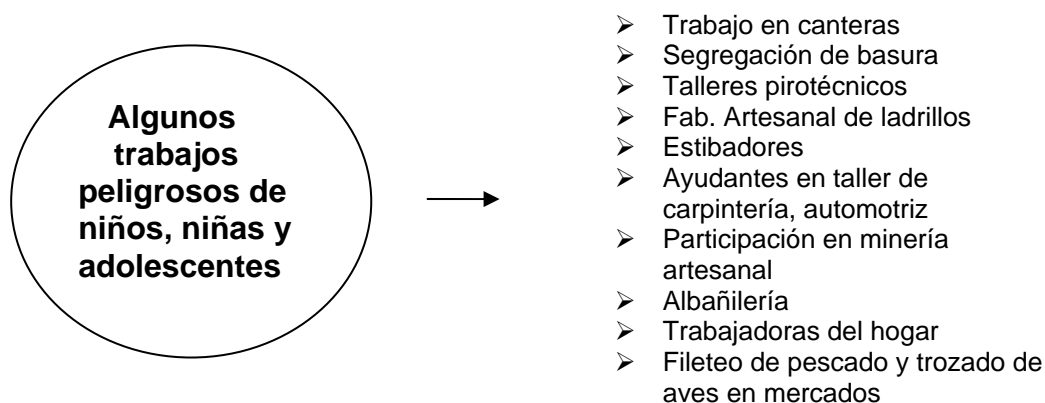 Algunos
trabajos
peligrosos de
niños, niñas y
adolescentes
➢ Trabajo en canteras
➢ Segregación de basura
➢ Talleres pirotécnicos
➢ Fab. Artesanal de ladrillos
➢ Estibadores
➢ Ayudantes en taller de
carpintería, automotriz
➢ Participación en minería
artesanal
➢ Albañilería
➢ Trabajadoras del hogar
➢ Fileteo de pescado y trozado de
aves en mercados